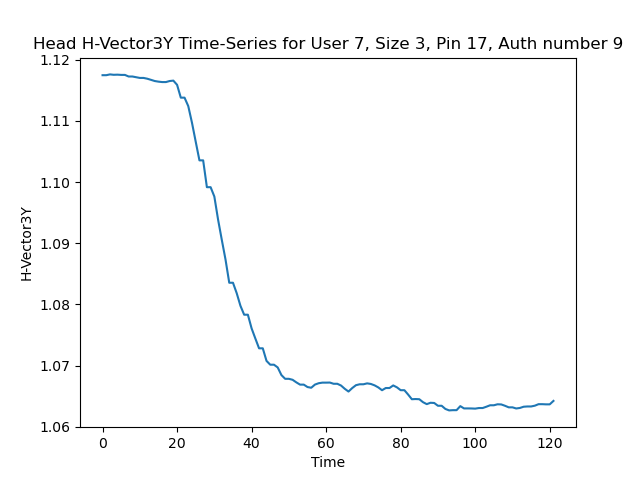 Head H-Vector3Y Time-Series for User 7, Size 3, Pin 17, Auth number 9
1.12
1.11
1.10
1.09
1.08
1.07
1.06
H-Vector3Y
0 20 40 60 80 100 120
Time